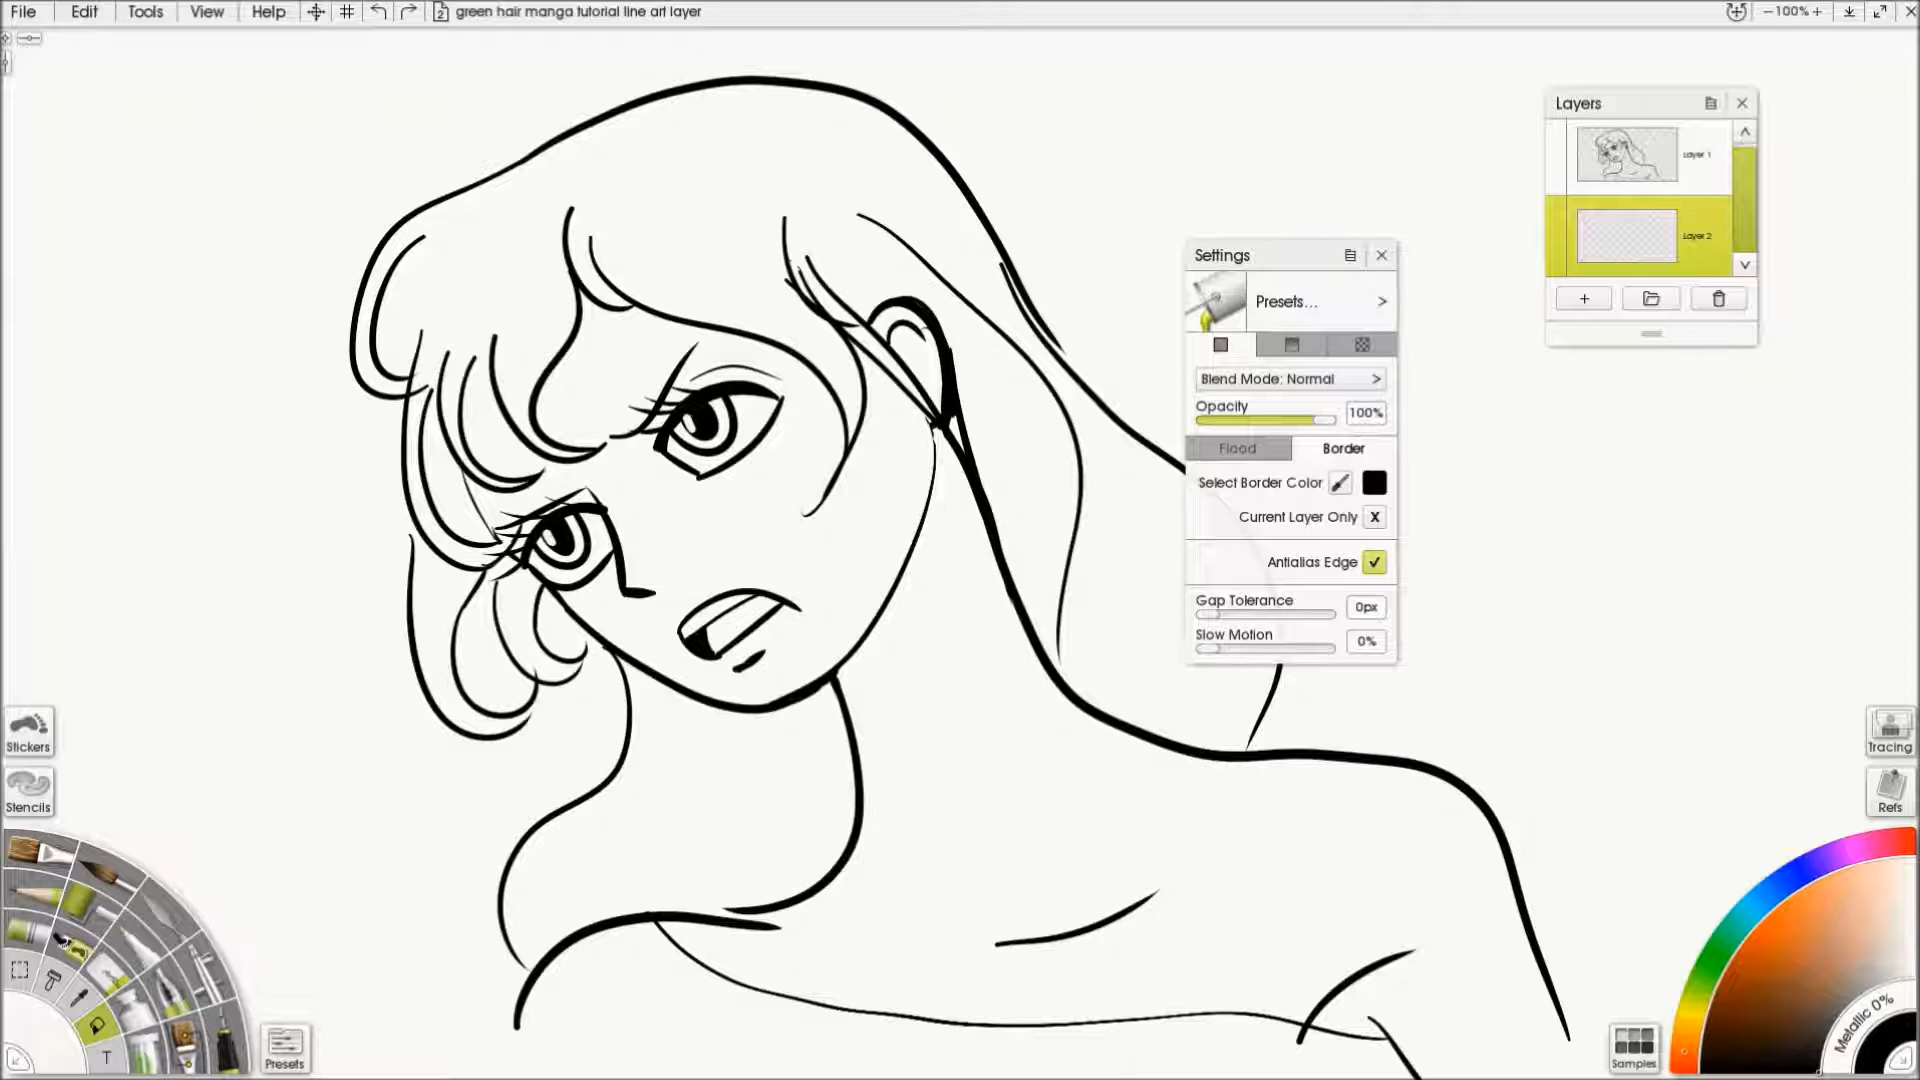 File Edit Tools View Help 2 green hair manga tutorial line art layer −100% +
Layers
Layer 1
Layer 2
+
Settings
Presets...
Blend Mode: Normal
Opacity
100%
Flood Border
Select Border Color
Current Layer Only X
Antialias Edge
Gap Tolerance
0px
Slow Motion
0%
Stickers
Stencils
T
Presets
Tracing
Refs
Metallic 0%
Samples